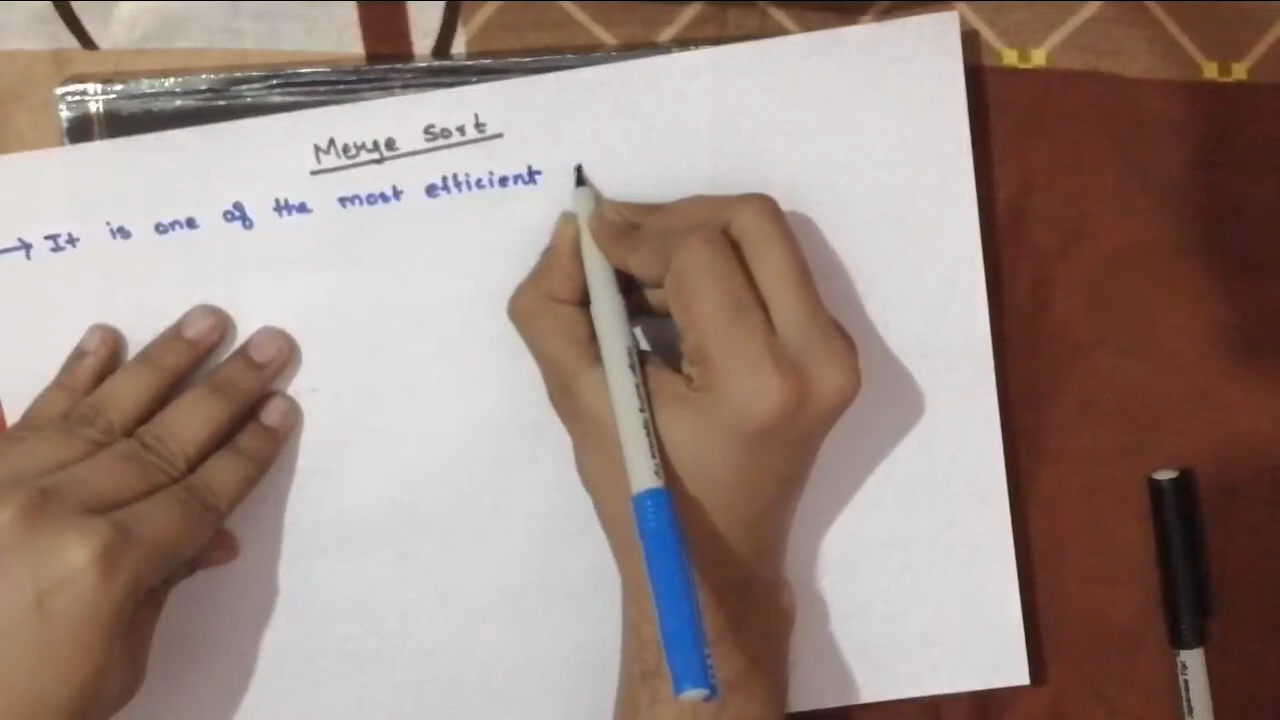 Merge Sort
→ It is one of the most efficient